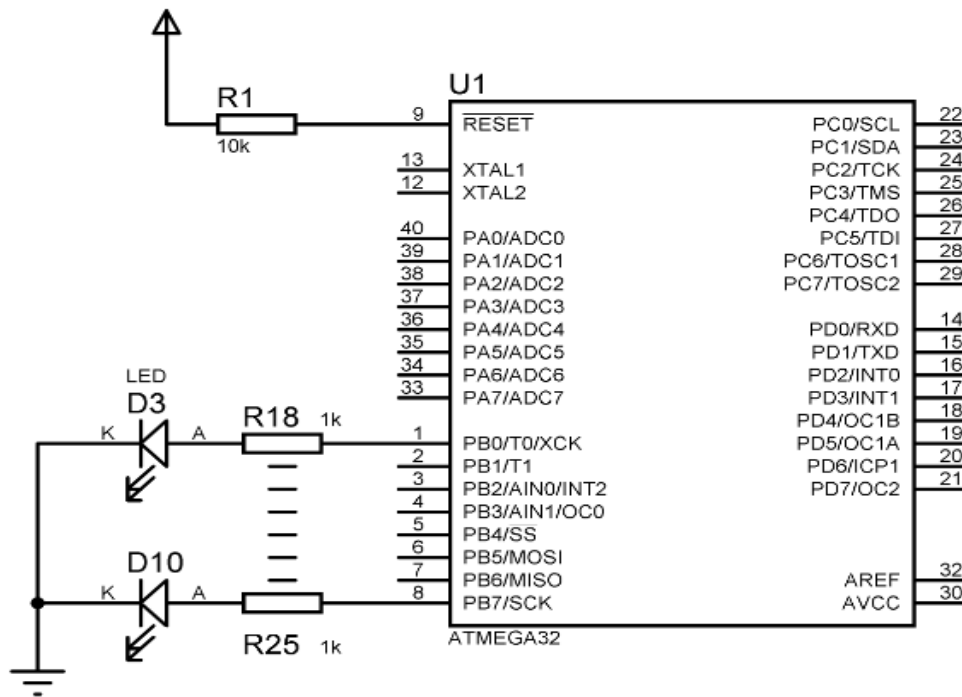 U1
R1
10k
9 RESET
13 XTAL1
12 XTAL2
40 PA0/ADC0
39 PA1/ADC1
38 PA2/ADC2
37 PA3/ADC3
36 PA4/ADC4
35 PA5/ADC5
34 PA6/ADC6
33 PA7/ADC7
1 PB0/T0/XCK
2 PB1/T1
3 PB2/AIN0/INT2
4 PB3/AIN1/OC0
5 PB4/SS
6 PB5/MOSI
7 PB6/MISO
8 PB7/SCK
PC0/SCL 22
PC1/SDA 23
PC2/TCK 24
PC3/TMS 25
PC4/TDO 26
PC5/TDI 27
PC6/TOSC1 28
PC7/TOSC2 29
PD0/RXD 14
PD1/TXD 15
PD2/INT0 16
PD3/INT1 17
PD4/OC1B 18
PD5/OC1A 19
PD6/ICP1 20
PD7/OC2 21
AREF 32
AVCC 30
ATMEGA32
LED
D3
K A
R18 1k
D10
K A
R25 1k